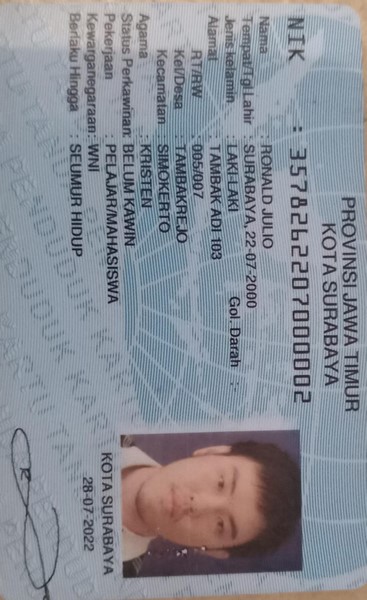 PROVINSI JAWA TIMUR
KOTA SURABAYA
NIK : 3578262207000002
Nama : RONALD JULIO
Tempat/Tgl Lahir : SURABAYA, 22-07-2000
Jenis kelamin : LAKI-LAKI Gol. Darah : -
Alamat : TAMBAK ADI 103
RT/RW : 005/007
Kel/Desa : TAMBAKREJO
Kecamatan : SIMOKERTO
Agama : KRISTEN
Status Perkawinan: BELUM KAWIN
Pekerjaan : PELAJAR/MAHASISWA
Kewarganegaraan : WNI
Berlaku Hingga : SEUMUR HIDUP
KOTA SURABAYA
28-07-2022